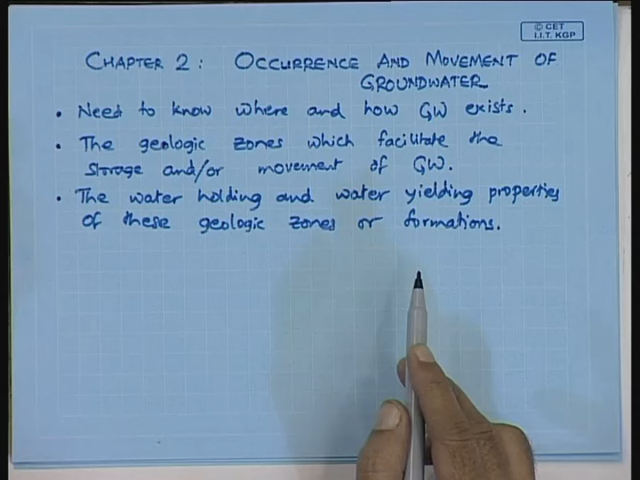 © CET
I.I.T. KGP
CHAPTER 2: OCCURRENCE AND MOVEMENT OF
GROUNDWATER
• Need to know where and how GW exists.
• The geologic zones which facilitate the
storage and/or movement of GW.
• The water holding and water yielding properties
of these geologic zones or formations.